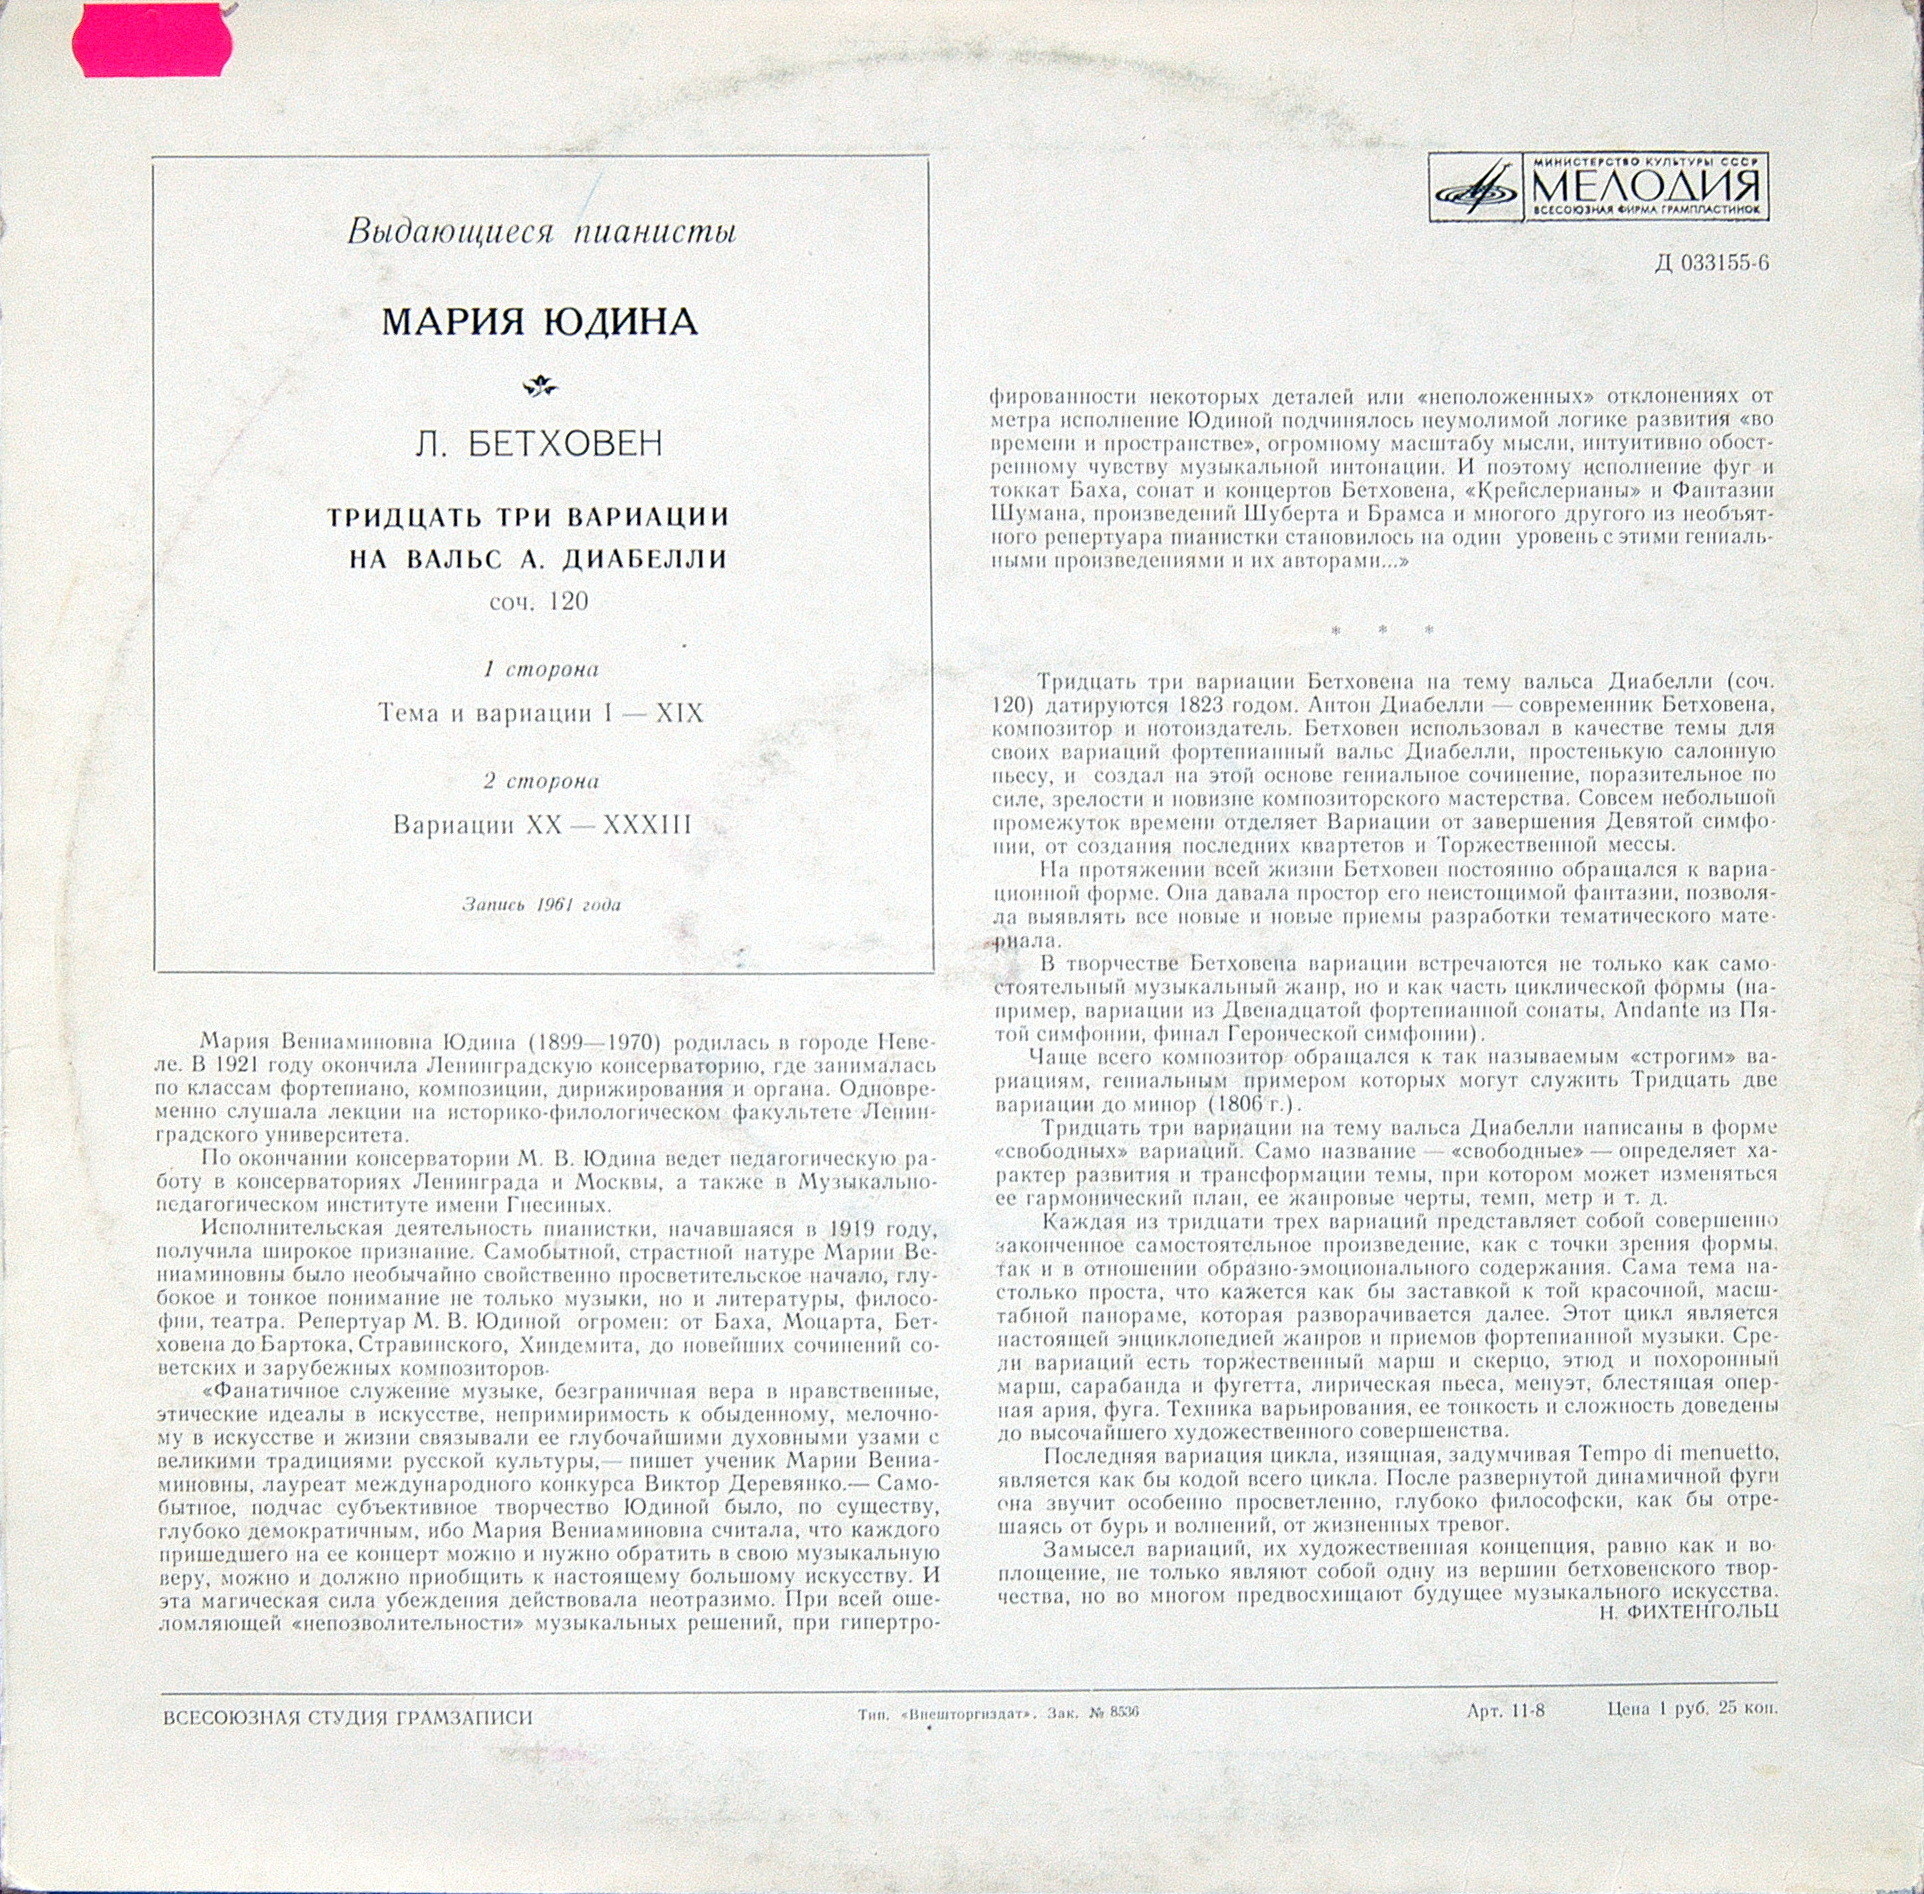 Выдающиеся пианисты
МАРИЯ ЮДИНА
Л. БЕТХОВЕН
ТРИДЦАТЬ ТРИ ВАРИАЦИИ
НА ВАЛЬС А. ДИАБЕЛЛИ
соч. 120
1 сторона
Тема и вариации I — XIX
2 сторона
Вариации XX — XXXIII
Запись 1961 года
Мария Вениаминовна Юдина (1899—1970) родилась в городе Неве-
ле. В 1921 году окончила Ленинградскую консерваторию, где занималась
по классам фортепиано, композиции, дирижирования и органа. Одновре-
менно слушала лекции на историко-филологическом факультете Ленин-
градского университета.
По окончании консерватории М. В. Юдина ведет педагогическую ра-
боту в консерваториях Ленинграда и Москвы, а также в Музыкально-
педагогическом институте имени Гнесиных.
Исполнительская деятельность пианистки, начавшаяся в 1919 году,
получила широкое признание. Самобытной, страстной натуре Марии Ве-
ниаминовны было необычайно свойственно просветительское начало, глу-
бокое и тонкое понимание не только музыки, но и литературы, филосо-
фии, театра. Репертуар М. В. Юдиной огромен: от Баха, Моцарта, Бет-
ховена до Бартока, Стравинского, Хиндемита, до новейших сочинений со-
ветских и зарубежных композиторов.
«Фанатичное служение музыке, безграничная вера в нравственные,
этические идеалы в искусстве, непримиримость к обыденному, мелочно-
му в искусстве и жизни связывали ее глубочайшими духовными узами с
великими традициями русской культуры,— пишет ученик Марии Вениа-
миновны, лауреат международного конкурса Виктор Деревянко.— Само-
бытное, подчас субъективное творчество Юдиной было, по существу,
глубоко демократичным, ибо Мария Вениаминовна считала, что каждого
пришедшего на ее концерт можно и нужно обратить в свою музыкальную
веру, можно и должно приобщить к настоящему большому искусству. И
эта магическая сила убеждения действовала неотразимо. При всей оше-
ломляющей «непозволительности» музыкальных решений, при гипертро-
МИНИСТЕРСТВО КУЛЬТУРЫ СССР
МЕЛОДИЯ
ВСЕСОЮЗНАЯ ФИРМА ГРАМПЛАСТИНОК
Д 033155-6
фированности некоторых деталей или «неположенных» отклонениях от
метра исполнение Юдиной подчинялось неумолимой логике развития «во
времени и пространстве», огромному масштабу мысли, интуитивно обост-
ренному чувству музыкальной интонации. И поэтому исполнение фуг и
токкат Баха, сонат и концертов Бетховена, «Крейслерианы» и Фантазии
Шумана, произведений Шуберта и Брамса и многого другого из необъят-
ного репертуара пианистки становилось на один уровень с этими гениаль-
ными произведениями и их авторами...»
* * *
Тридцать три вариации Бетховена на тему вальса Диабелли (соч.
120) датируются 1823 годом. Антон Диабелли — современник Бетховена,
композитор и нотоиздатель. Бетховен использовал в качестве темы для
своих вариаций фортепианный вальс Диабелли, простенькую салонную
пьесу, и создал на этой основе гениальное сочинение, поразительное по
силе, зрелости и новизне композиторского мастерства. Совсем небольшой
промежуток времени отделяет Вариации от завершения Девятой симфо-
нии, от создания последних квартетов и Торжественной мессы.
На протяжении всей жизни Бетховен постоянно обращался к вариа-
ционной форме. Она давала простор его неистощимой фантазии, позволя-
ла выявлять все новые и новые приемы разработки тематического мате-
риала.
В творчестве Бетховена вариации встречаются не только как само-
стоятельный музыкальный жанр, но и как часть циклической формы (на-
пример, вариации из Двенадцатой фортепианной сонаты, Andante из Пя-
той симфонии, финал Героической симфонии).
Чаще всего композитор обращался к так называемым «строгим» ва-
риациям, гениальным примером которых могут служить Тридцать две
вариации до минор (1806 г.).
Тридцать три вариации на тему вальса Диабелли написаны в форме
«свободных» вариаций. Само название — «свободные» — определяет ха-
рактер развития и трансформации темы, при котором может изменяться
ее гармонический план, ее жанровые черты, темп, метр и т. д.
Каждая из тридцати трех вариаций представляет собой совершенно
законченное самостоятельное произведение, как с точки зрения формы,
так и в отношении образно-эмоционального содержания. Сама тема на-
столько проста, что кажется как бы заставкой к той красочной, масш-
табной панораме, которая разворачивается далее. Этот цикл является
настоящей энциклопедией жанров и приемов фортепианной музыки. Сре-
ди вариаций есть торжественный марш и скерцо, этюд и похоронный
марш, сарабанда и фугетта, лирическая пьеса, менуэт, блестящая опер-
ная ария, фуга. Техника варьирования, ее тонкость и сложность доведены
до высочайшего художественного совершенства.
Последняя вариация цикла, изящная, задумчивая Tempo di menuetto,
является как бы кодой всего цикла. После развернутой динамичной фуги
она звучит особенно просветленно, глубоко философски, как бы отре-
шаясь от бурь и волнений, от жизненных тревог.
Замысел вариаций, их художественная концепция, равно как и во-
площение, не только являют собой одну из вершин бетховенского твор-
чества, но во многом предвосхищают будущее музыкального искусства.
Н. ФИХТЕНГОЛЬЦ
ВСЕСОЮЗНАЯ СТУДИЯ ГРАМЗАПИСИ
Тип. «Внешторгиздат». Зак. № 8536
Арт. 11-8
Цена 1 руб. 25 коп.